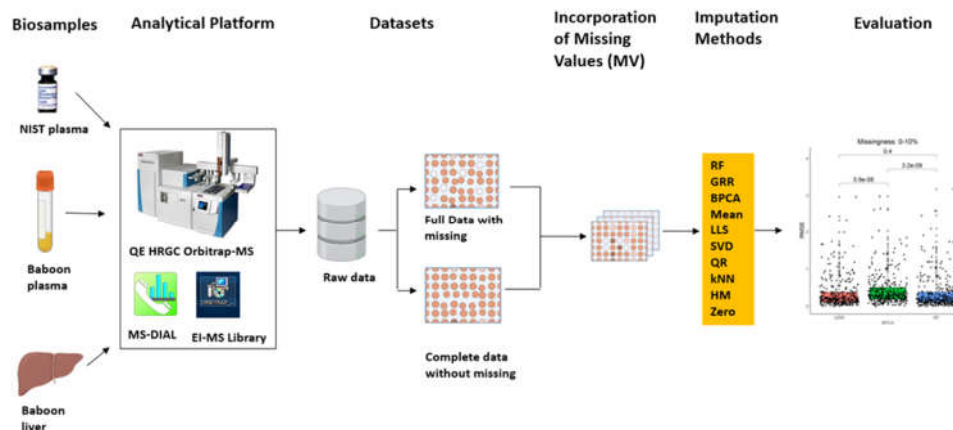 Biosamples
Analytical Platform
Datasets
Incorporation
of Missing
Values (MV)
Imputation
Methods
Evaluation
NIST plasma
Baboon
plasma
Baboon
liver
QE HRGC Orbitrap-MS
MS-DIAL
EI-MS Library
Raw data
Full Data with
missing
Complete data
without missing
RF
GRR
BPCA
Mean
LLS
SVD
QR
kNN
HM
Zero
Missingness: 0-10%
0.4